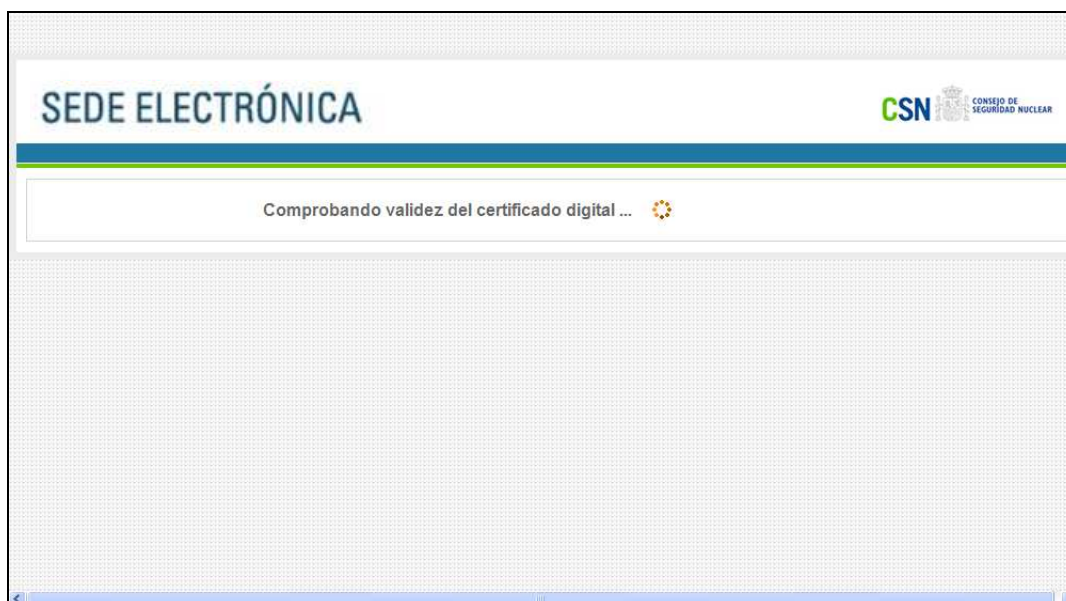 SEDE ELECTRÓNICA
CSN
CONSEJO DE
SEGURIDAD NUCLEAR
Comprobando validez del certificado digital ...